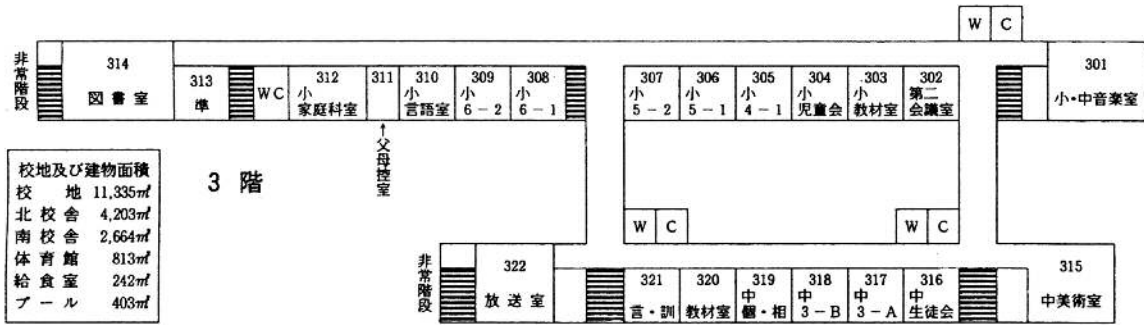 W C
非常階段
314
図書室
313
準
WC
312
小
家庭科室
311
310
小
言語室
309
小
6-2
308
小
6-1
307
小
5-2
306
小
5-1
305
小
4-1
304
小
児童会
303
小
教材室
302
第二
会議室
301
小・中音楽室
↑父母控室
3階
校地及び建物面積
校地 11,335㎡
北校舎 4,203㎡
南校舎 2,664㎡
体育館 813㎡
給食室 242㎡
プール 403㎡
W C
W C
非常階段
322
放送室
321
言・訓
320
教材室
319
中
個・相
318
中
3-B
317
中
3-A
316
中
生徒会
315
中美術室